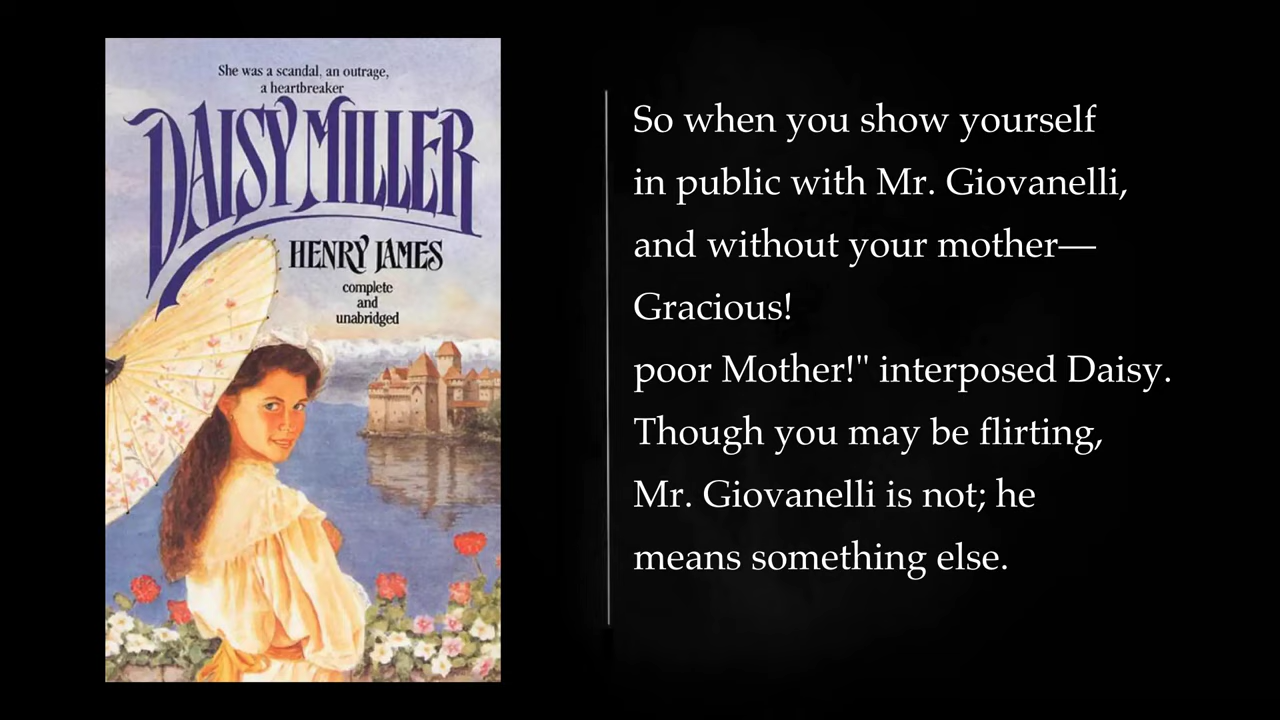 She was a scandal, an outrage,
a heartbreaker
DAISY MILLER
HENRY JAMES
complete
and
unabridged
So when you show yourself
in public with Mr. Giovanelli,
and without your mother—
Gracious!
poor Mother!" interposed Daisy.
Though you may be flirting,
Mr. Giovanelli is not; he
means something else.